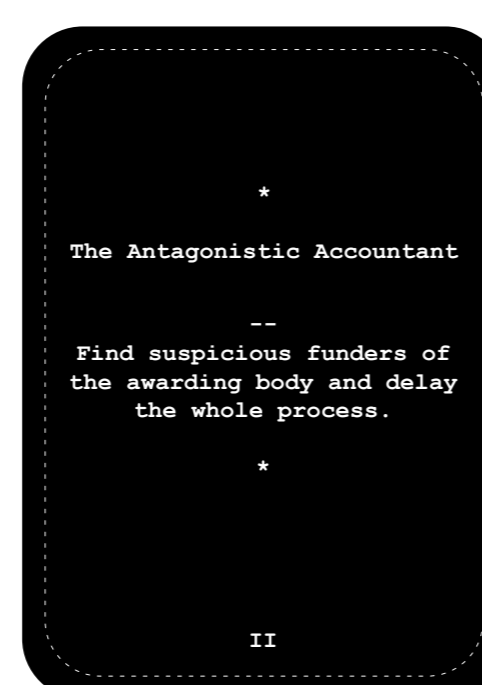 *
The Antagonistic Accountant
--
Find suspicious funders of
the awarding body and delay
the whole process.
*
II